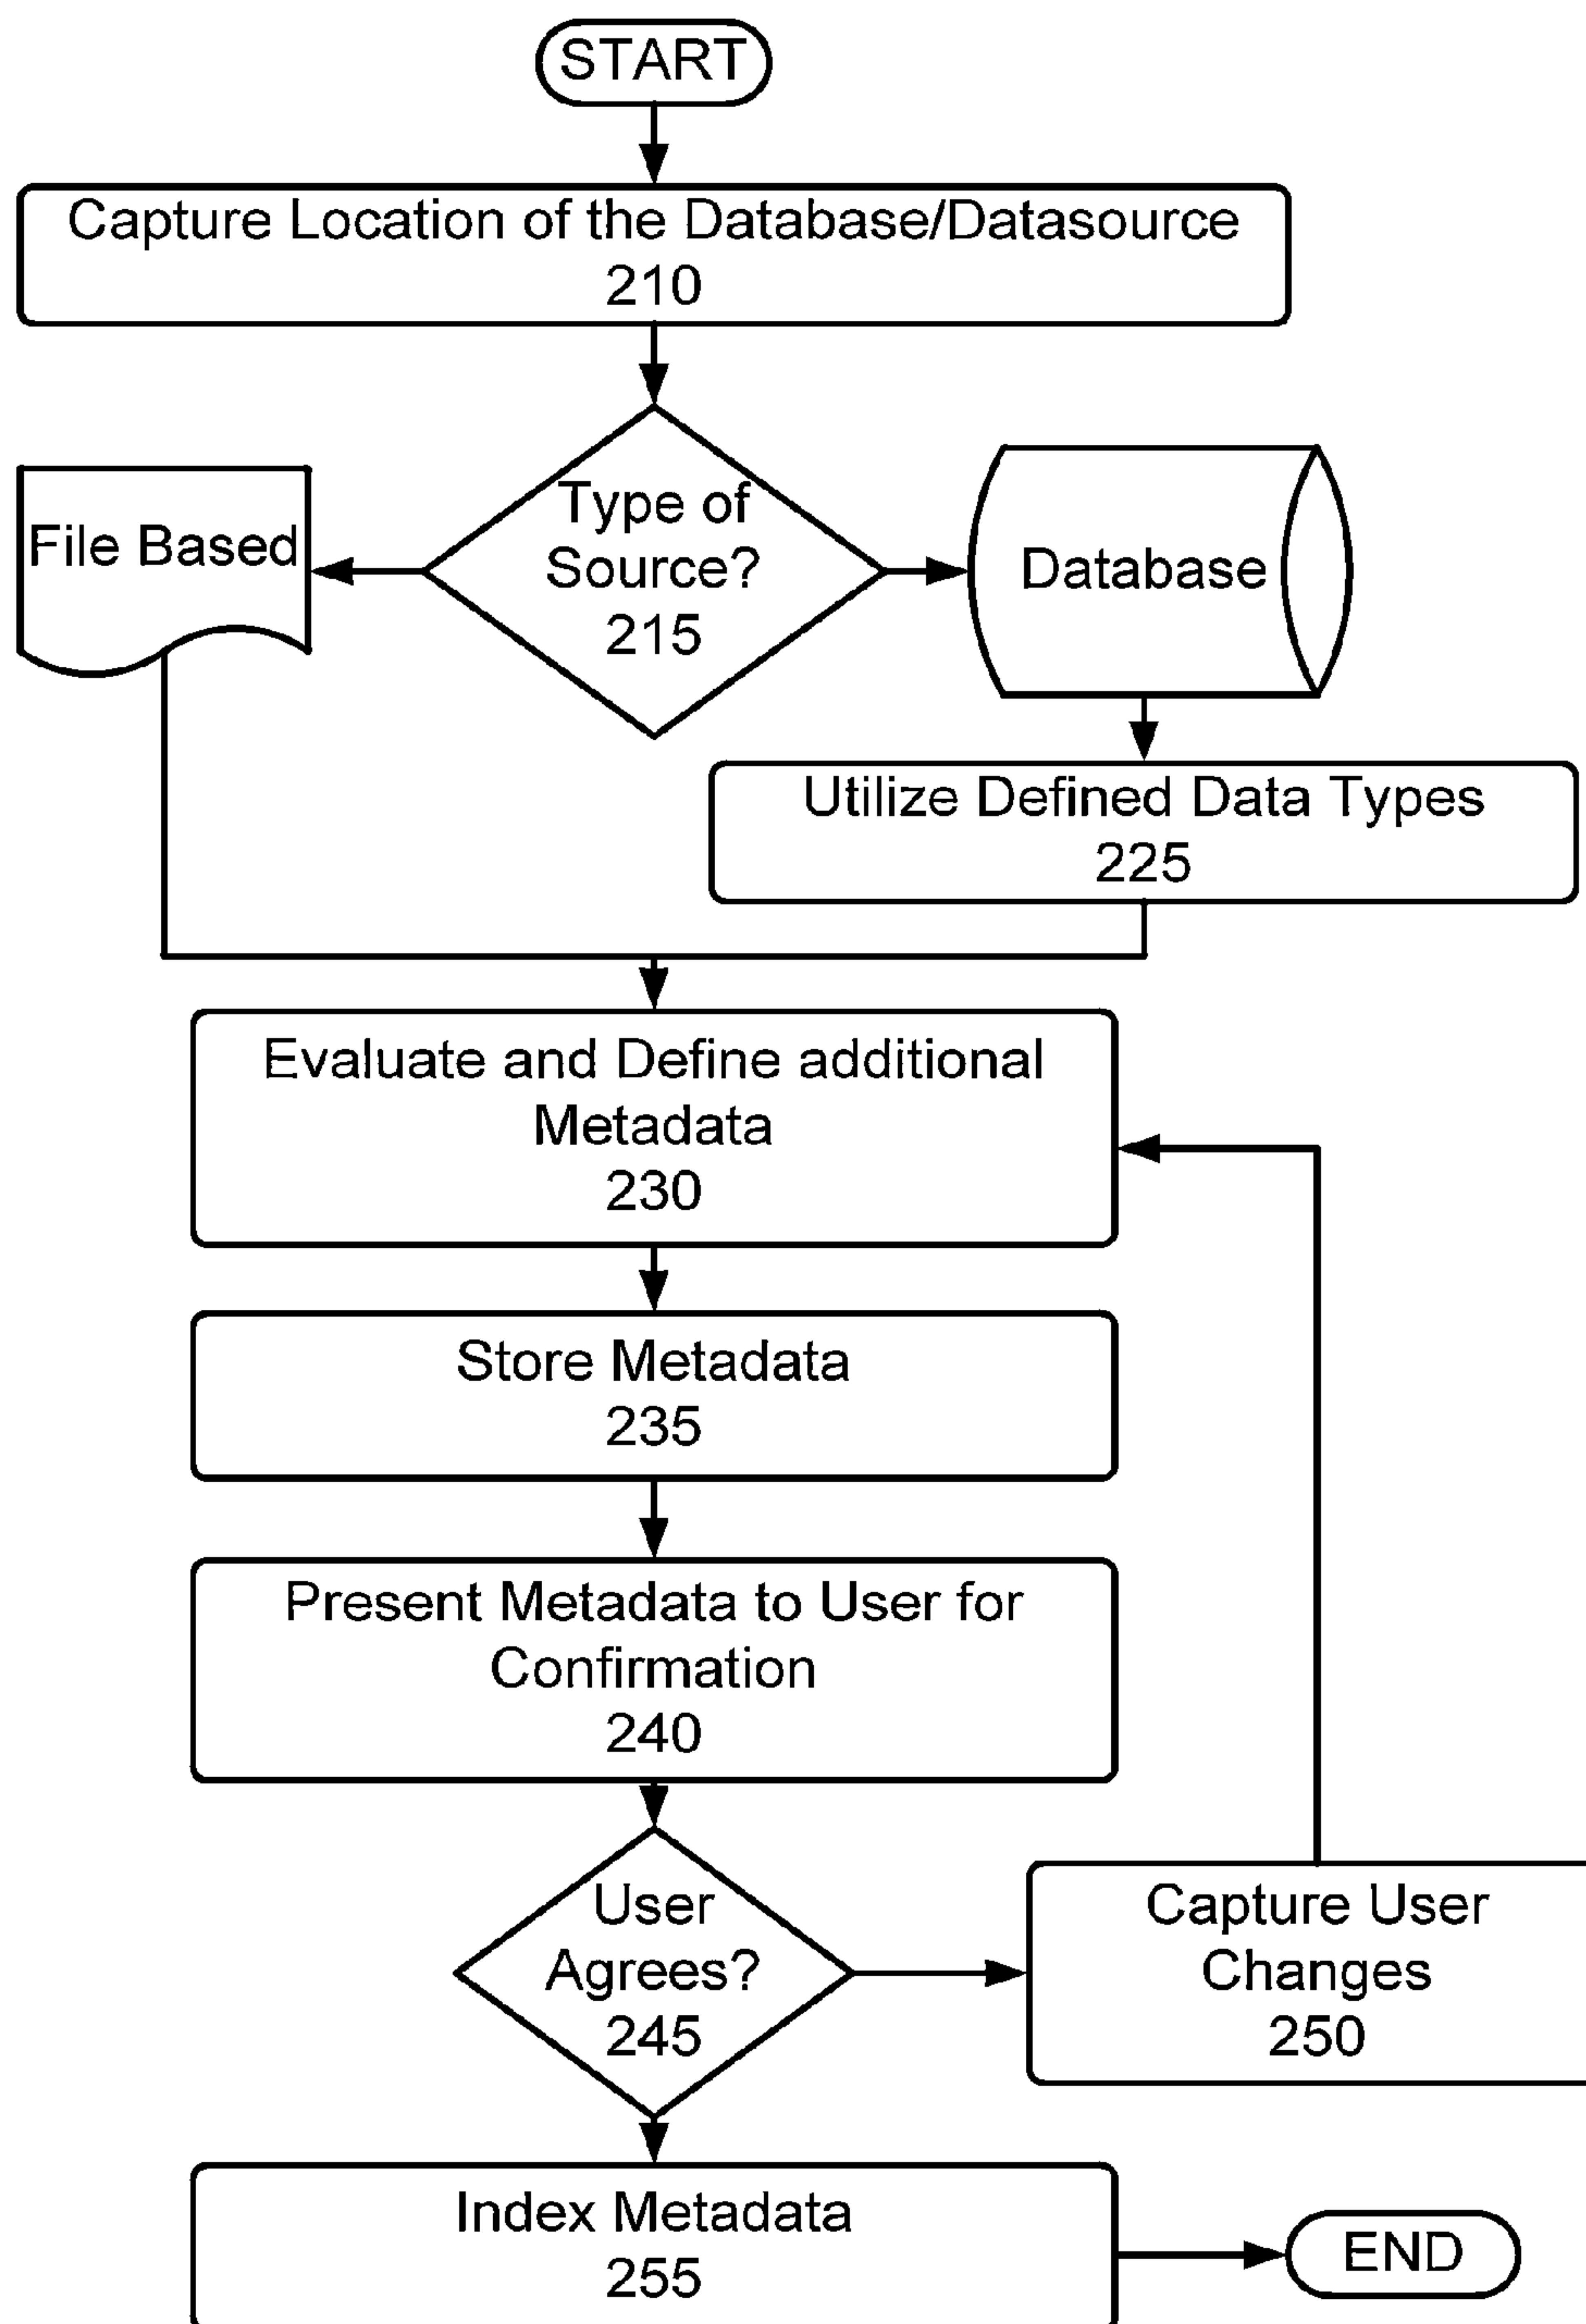 START
Capture Location of the Database/Datasource
210
File Based
Type of
Source?
215
Database
Utilize Defined Data Types
225
Evaluate and Define additional
Metadata
230
Store Metadata
235
Present Metadata to User for
Confirmation
240
User
Agrees?
245
Capture User
Changes
250
Index Metadata
255
END